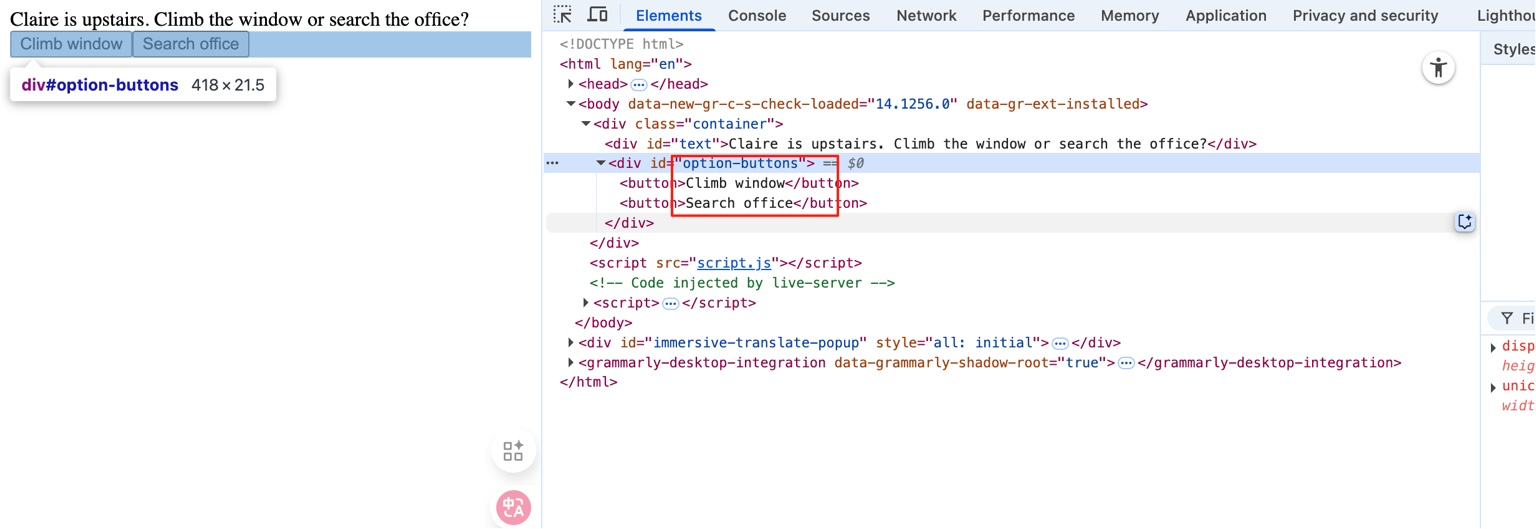 Claire is upstairs. Climb the window or search the office?
Climb window Search office
div#option-buttons 418 × 21.5
Elements Console Sources Network Performance Memory Application Privacy and security
Styles
<!DOCTYPE html>
<html lang="en">
<head> ⋯ </head>
<body data-new-gr-c-s-check-loaded="14.1256.0" data-gr-ext-installed>
<div class="container">
<div id="text">Claire is upstairs. Climb the window or search the office?</div>
<div id="option-buttons"> == $0
<button>Climb window</button>
<button>Search office</button>
</div>
</div>
<script src="script.js"></script>
<!-- Code injected by live-server -->
<script> ⋯ </script>
</body>
<div id="immersive-translate-popup" style="all: initial"> ⋯ </div>
<grammarly-desktop-integration data-grammarly-shadow-root="true"> ⋯ </grammarly-desktop-integration>
</html>
中A